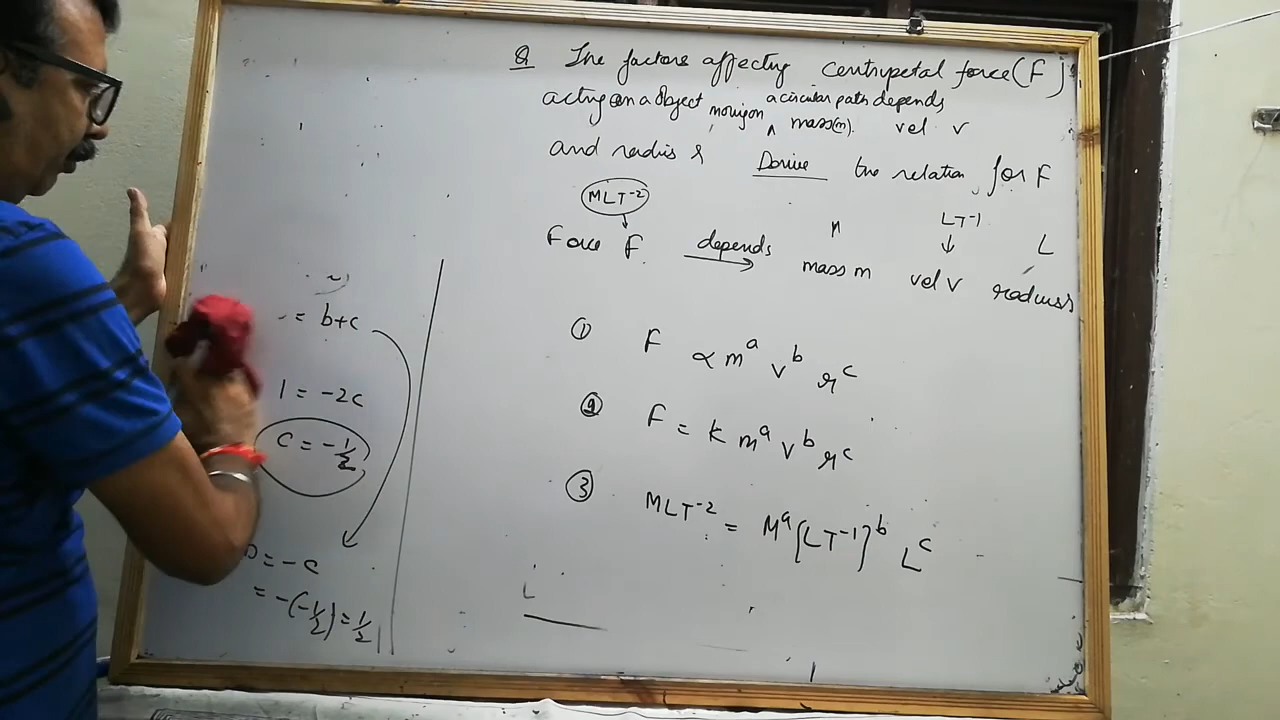 Q The factors affecting centripetal force (F)
acting on a object moving on a circular path depends
mass(m). vel v
and radius r Derive the relation for F
MLT⁻² M LT⁻¹ L
Force F depends mass m vel v radius
① F ∝ mᵃ vᵇ rᶜ
② F = k mᵃ vᵇ rᶜ
③ MLT⁻² = Mᵃ [LT⁻¹]ᵇ Lᶜ
L
= b+c
1 = -2c
c = -1/2
= -c
= -(-1/2) = 1/2